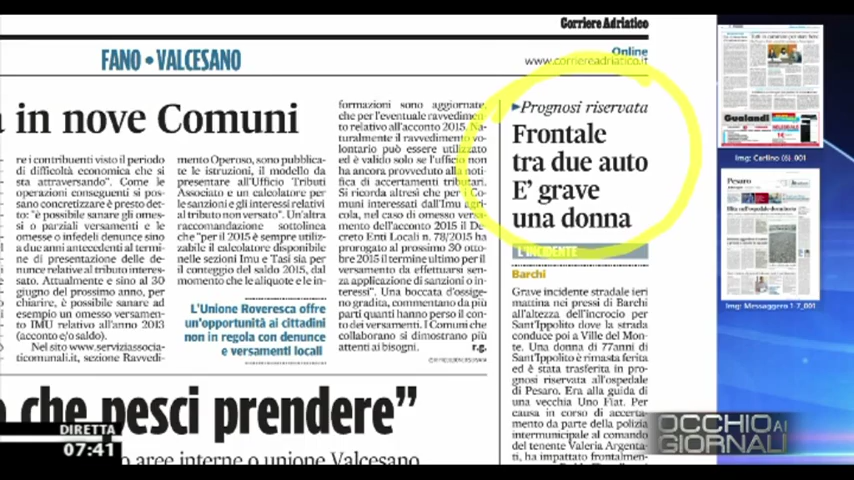 Corriere Adriatico
FANO • VALCESANO
Online
www.corriereadriatico.it
in nove Comuni
re i contribuenti visto il periodo
di difficoltà economica che si
sta attraversando". Come le
operazioni conseguenti si pos-
sano concretizzare è presto det-
to: "è possibile sanare gli omes-
si o parziali versamenti e le
omesse o infedeli denunce sino
a due anni antecedenti al termi-
ne di presentazione delle de-
nunce relative al tributo interes-
sato. Attualmente e sino al 30
giugno del prossimo anno, per
chiarire, è possibile sanare ad
esempio un omesso versamen-
to IMU relativo all'anno 2013
(acconto e/o saldo).
Nel sito www.serviziassocia-
ticomunali.it, sezione Ravvedi-
mento Operoso, sono pubblica-
te le istruzioni, il modello da
presentare all'Ufficio Tributi
Associato e un calcolatore per
le sanzioni e gli interessi relativi
al tributo non versato". Un'altra
raccomandazione sottolinea
che "per il 2015 è sempre utiliz-
zabile il calcolatore disponibile
nelle sezioni Imu e Tasi sia per
il conteggio del saldo 2015, dal
momento che le aliquote e le in-
L'Unione Roveresca offre
un'opportunità ai cittadini
non in regola con denunce
e versamenti locali
formazioni sono aggiornate,
che per l'eventuale ravvedimen-
to relativo all'acconto 2015. Na-
turalmente il ravvedimento vo-
lontario può essere utilizzato
ed è valido solo se l'ufficio non
ha ancora provveduto alla noti-
fica di accertamenti tributari.
Si ricorda altresì che per i Co-
muni interessati dall'Imu agri-
cola, nel caso di omesso versa-
mento dell'acconto 2015 il De-
creto Enti Locali n. 78/2015 ha
prorogato al prossimo 30 otto-
bre 2015 il termine ultimo per il
versamento da effettuarsi senza
applicazione di sanzioni o in-
teressi". Una boccata d'ossige-
no gradita, commentano da più
parti quanti hanno perso il con-
to dei versamenti. I Comuni che
collaborano si dimostrano più
attenti ai bisogni.
r.g.
Prognosi riservata
Frontale
tra due auto
E' grave
una donna
L'INCIDENTE
Barchi
Grave incidente stradale ieri
mattina nei pressi di Barchi
all'altezza dell'incrocio per
Sant'Ippolito dove la strada
conduce poi a Ville del Mon-
te. Una donna di 77anni di
Sant'Ippolito è rimasta ferita
ed è stata trasferita in pro-
gnosi riservata all'ospedale
di Pesaro. Era alla guida di
una vecchia Uno Fiat. Per
causa in corso di accerta-
mento da parte della polizia
intermunicipale al comando
del tenente Valeria Argenta-
ti, ha impattato frontalmen-
che pesci prendere"
aree interne o unione Valcesano
DIRETTA
07:41
Gualandi
Img: Carlino (6) .001
Pesaro
Img: Messaggero 1 7_001
OCCHIO AI
GIORNALI